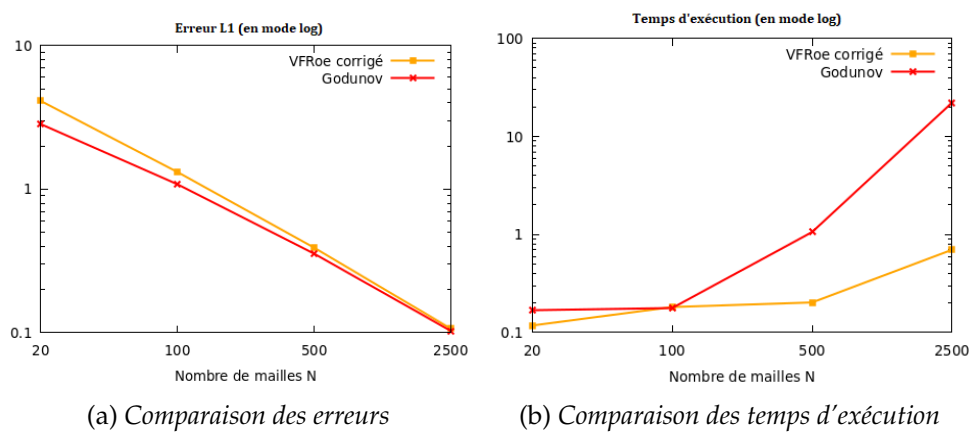 Erreur L1 (en mode log)
VFRoe corrigé
Godunov
10
1
0.1
20
100
500
2500
Nombre de mailles N
(a) Comparaison des erreurs
Temps d'exécution (en mode log)
VFRoe corrigé
Godunov
100
10
1
0.1
20
100
500
2500
Nombre de mailles N
(b) Comparaison des temps d'exécution